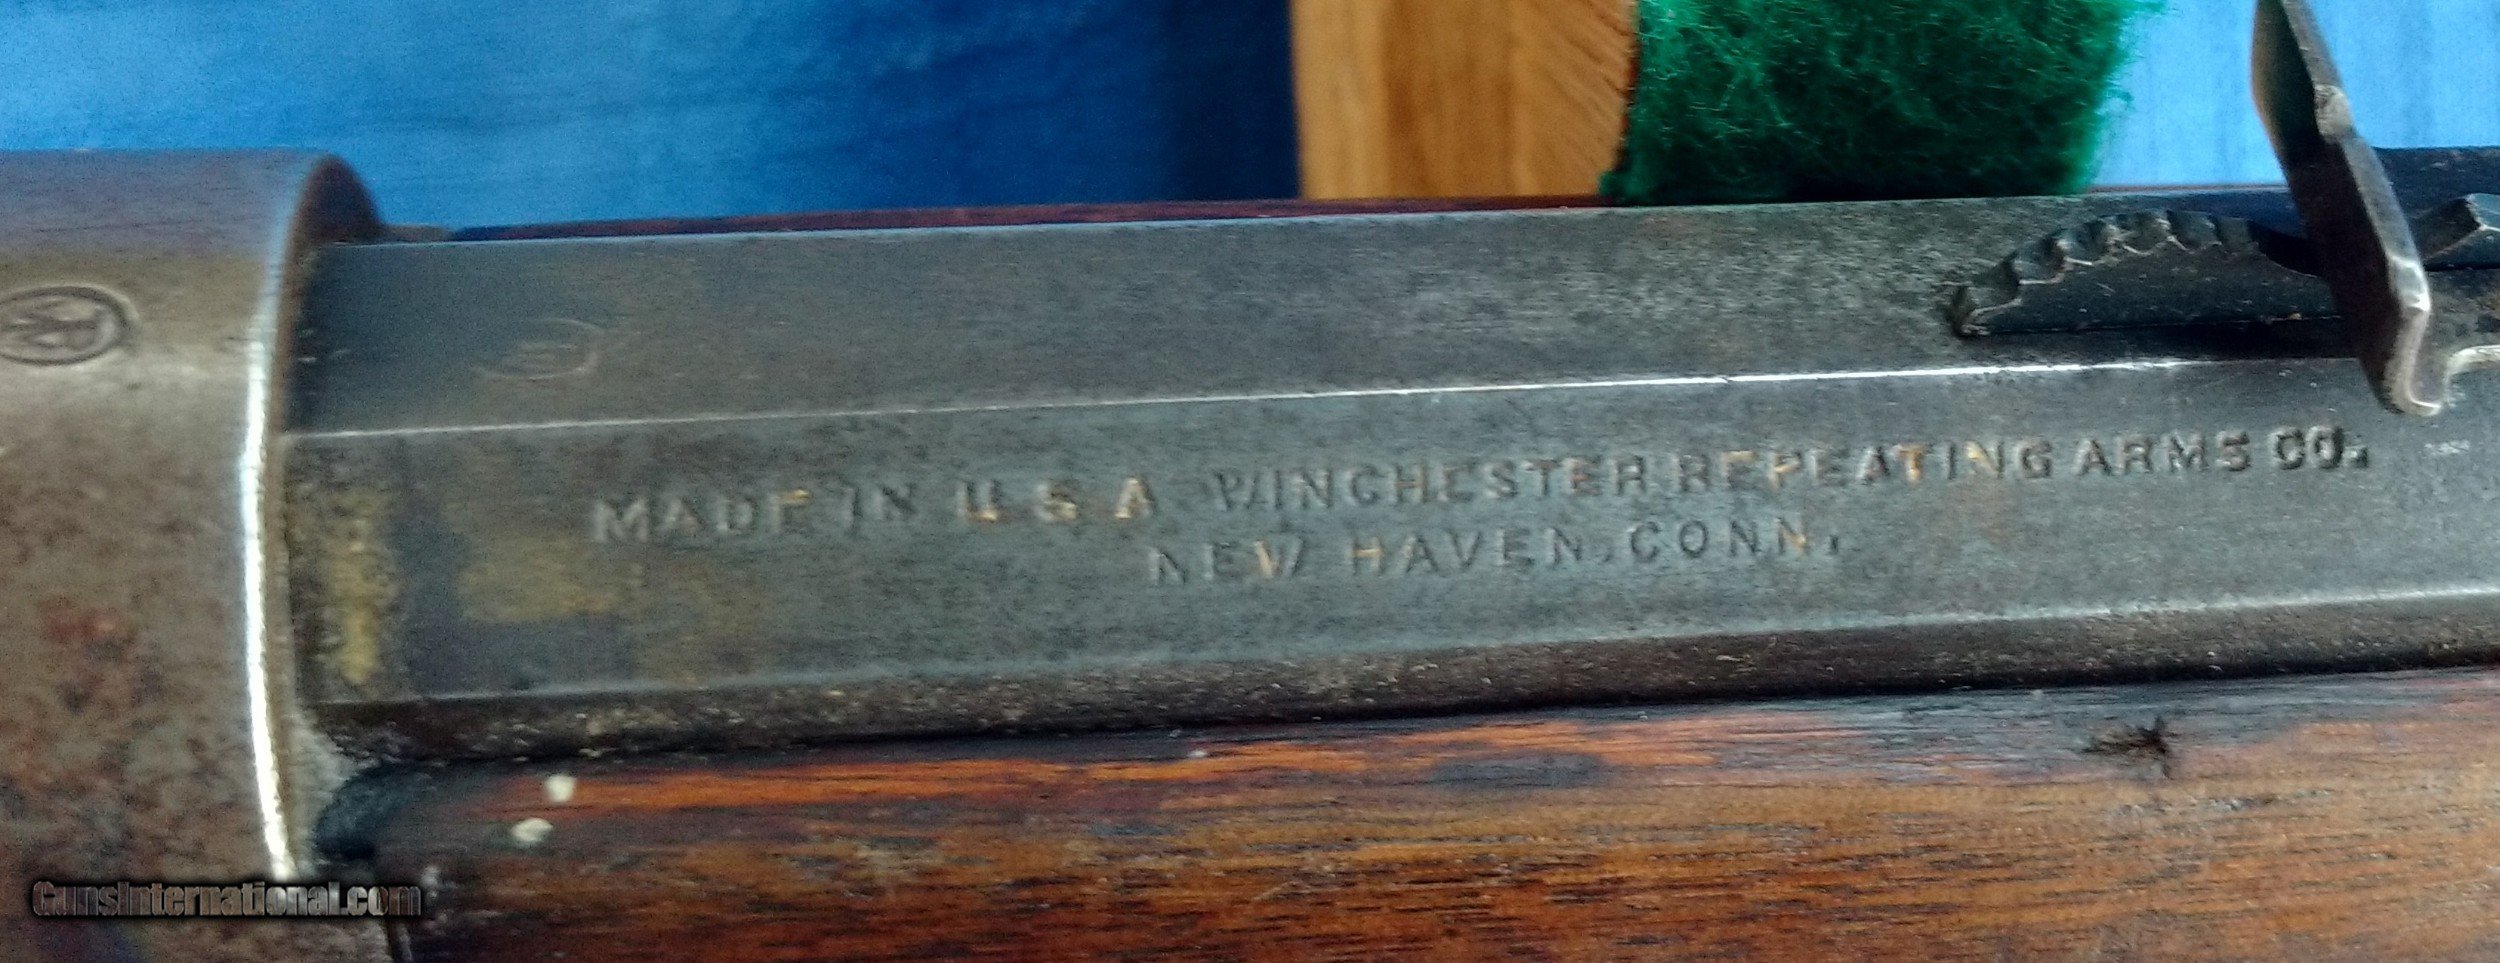 R
MADE IN U S A WINCHESTER REPEATING ARMS CO.
NEW HAVEN, CONN.
GunsInternational.com